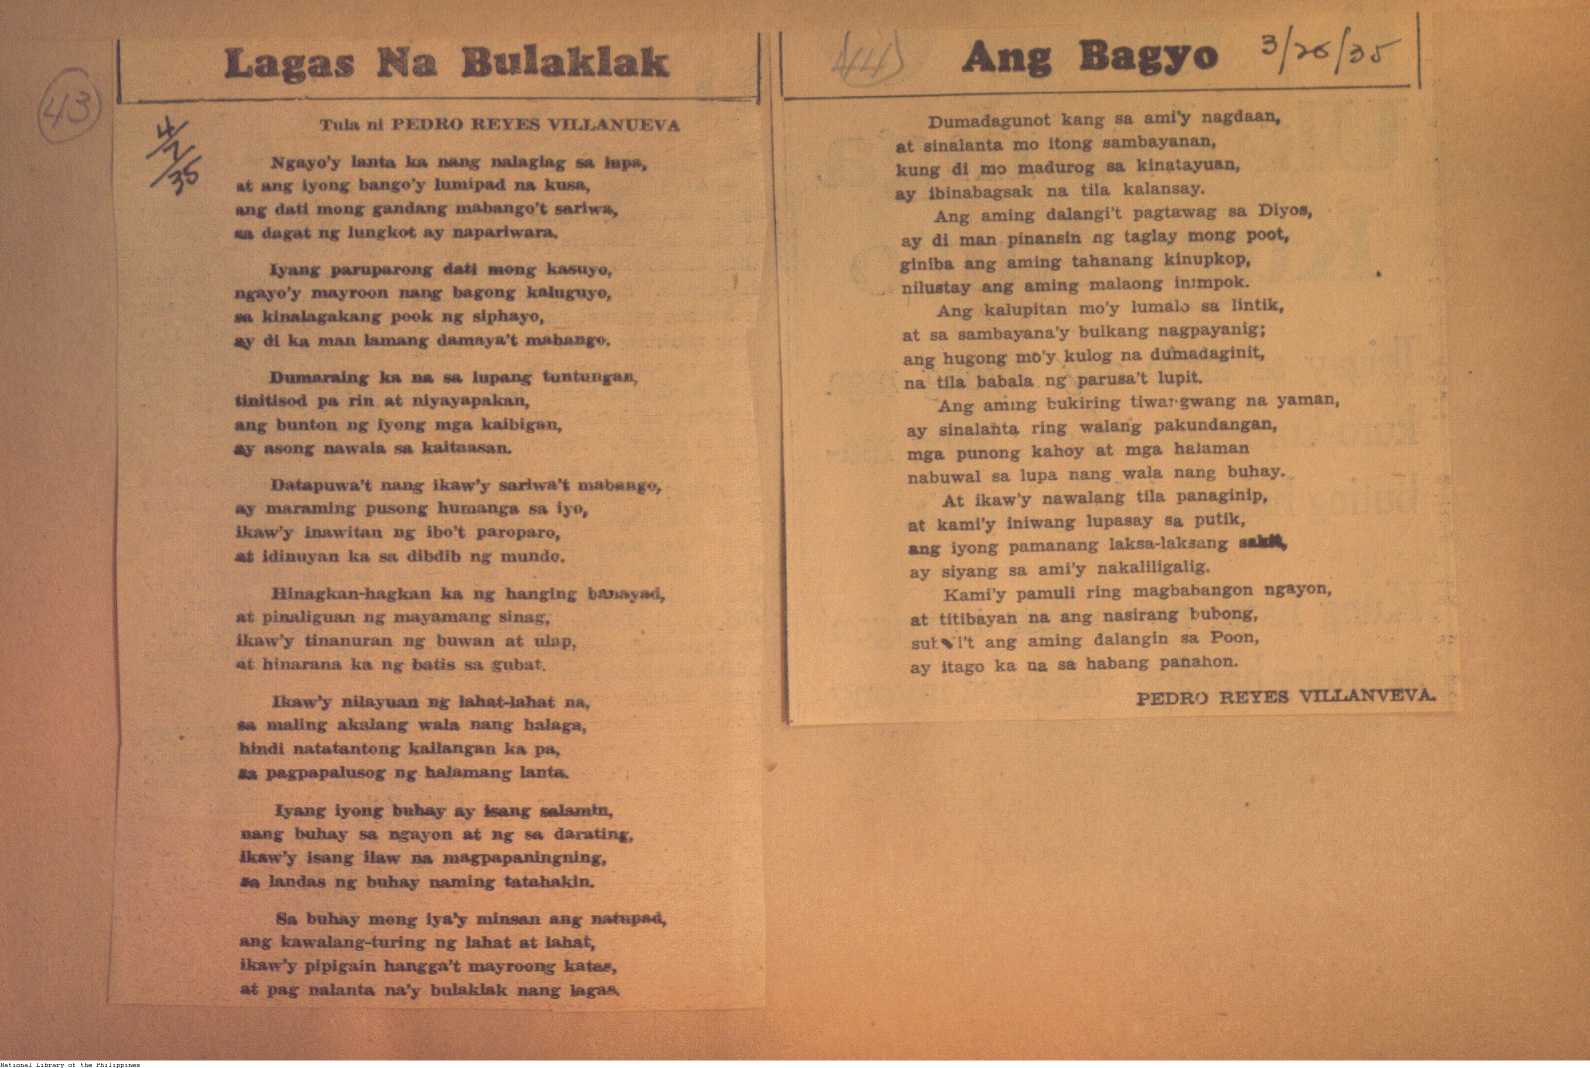 43
Lagas Na Bulaklak
4/2/35
Tula ni PEDRO REYES VILLANUEVA
Ngayo'y lanta ka nang nalaglag sa lupa,
at ang iyong bango'y lumipad na kusa,
ang dati mong gandang mabango't sariwa,
sa dagat ng lungkot ay napariwara.
Iyang paruparong dati mong kasuyo,
ngayo'y mayroon nang bagong kaluguyo,
sa kinalagakang pook ng siphayo,
ay di ka man lamang damaya't mahango.
Dumaraing ka na sa lupang tuntungan,
tinitisod pa rin at niyayapakan,
ang bunton ng iyong mga kaibigan,
ay asong nawala sa kaitaasan.
Datapuwa't nang ikaw'y sariwa't mabango,
ay maraming pusong humanga sa iyo,
ikaw'y inawitan ng ibo't paroparo,
at idinuyan ka sa dibdib ng mundo.
Hinagkan-hagkan ka ng hanging banayad,
at pinaliguan ng mayamang sinag,
ikaw'y tinanuran ng buwan at ulap,
at hinarana ka ng batis sa gubat.
Ikaw'y nilayuan ng lahat-lahat na,
sa maling akalang wala nang halaga,
hindi natatantong kailangan ka pa,
sa pagpapalusog ng halamang lanta.
Iyang iyong buhay ay isang salamin,
nang buhay sa ngayon at ng sa darating,
ikaw'y isang ilaw na magpapaningning,
sa landas ng buhay naming tatahakin.
Sa buhay mong iya'y minsan ang natupad,
ang kawalang-turing ng lahat at lahat,
ikaw'y pipigain hangga't mayroong katas,
at pag nalanta na'y bulaklak nang lagas.
44
Ang Bagyo
3/26/35
Dumadagunot kang sa ami'y nagdaan,
at sinalanta mo itong sambayanan,
kung di mo madurog sa kinatayuan,
ay ibinabagsak na tila kalansay.
Ang aming dalangi't pagtawag sa Diyos,
ay di man pinansin ng taglay mong poot,
giniba ang aming tahanang kinupkop,
nilustay ang aming malaong inimpok.
Ang kalupitan mo'y lumalo sa lintik,
at sa sambayana'y bulkang nagpayanig;
ang hugong mo'y kulog na dumadaginit,
na tila babala ng parusa't lupit.
Ang aming bukiring tiwangwang na yaman,
ay sinalanta ring walang pakundangan,
mga punong kahoy at mga halaman
nabuwal sa lupa nang wala nang buhay.
At ikaw'y nawalang tila panaginip,
at kami'y iniwang lupasay sa putik,
ang iyong pamanang laksa-laksang sakit,
ay siyang sa ami'y nakaliligalig.
Kami'y pamuli ring magbabangon ngayon,
at titibayan na ang nasirang bubong,
ang aming dalangin sa Poon,
ay itago ka na sa habang panahon.
PEDRO REYES VILLANVEVA.
National Library of the Philippines